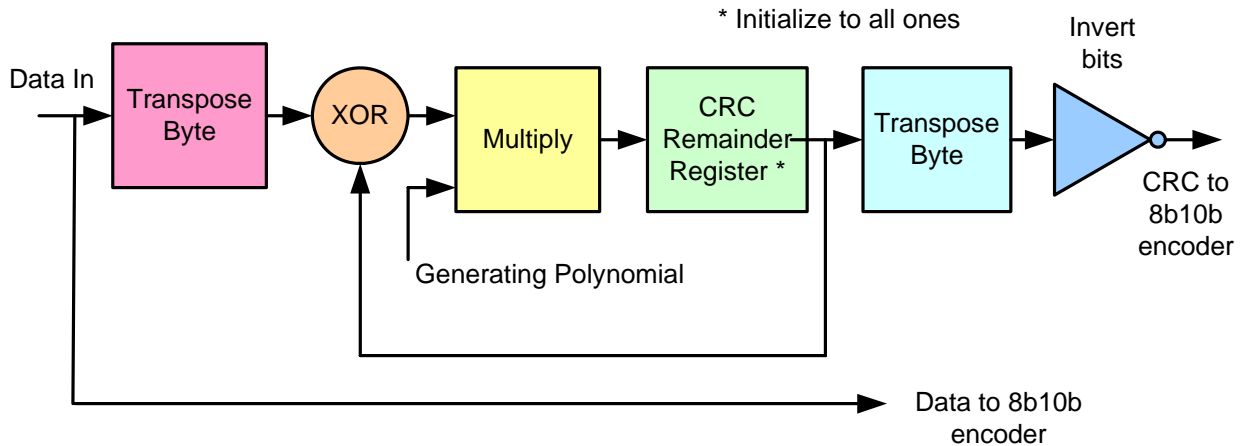 * Initialize to all ones
Invert
bits
Data In
Transpose
Byte
XOR
Multiply
CRC
Remainder
Register *
Transpose
Byte
CRC to
8b10b
encoder
Generating Polynomial
Data to 8b10b
encoder